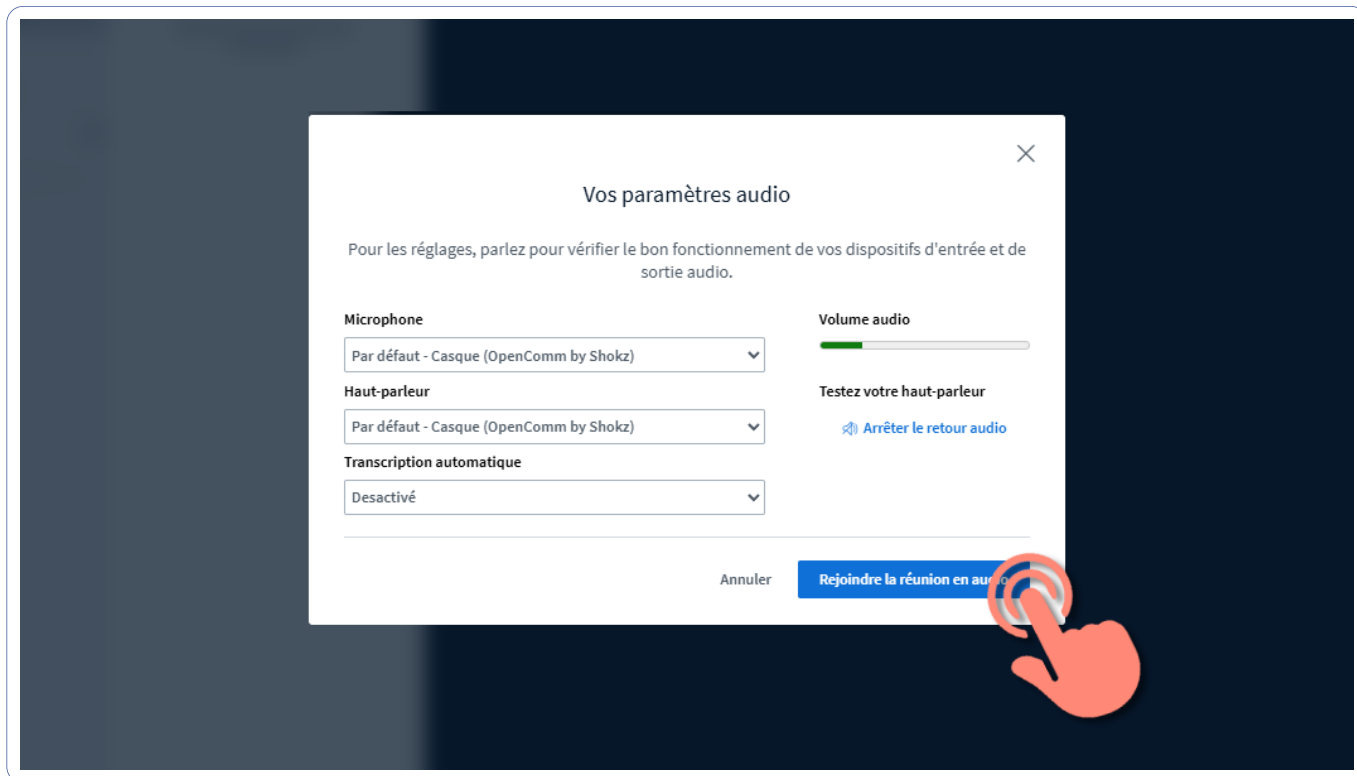 Vos paramètres audio
Pour les réglages, parlez pour vérifier le bon fonctionnement de vos dispositifs d'entrée et de
sortie audio.
Microphone
Par défaut - Casque (OpenComm by Shokz)
Volume audio
Haut-parleur
Par défaut - Casque (OpenComm by Shokz)
Testez votre haut-parleur
Arrêter le retour audio
Transcription automatique
Desactivé
Annuler
Rejoindre la réunion en audio